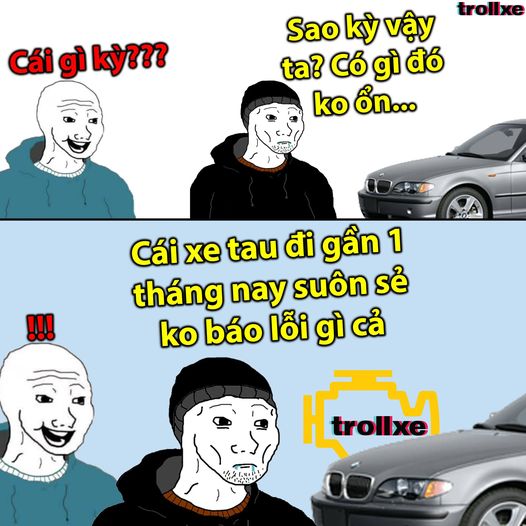 trollxe
Cái gì kỳ???
Sao kỳ vậy
ta? Có gì đó
ko ổn...
Cái xe tau đi gần 1
tháng nay suôn sẻ
ko báo lỗi gì cả
!!!
trollxe